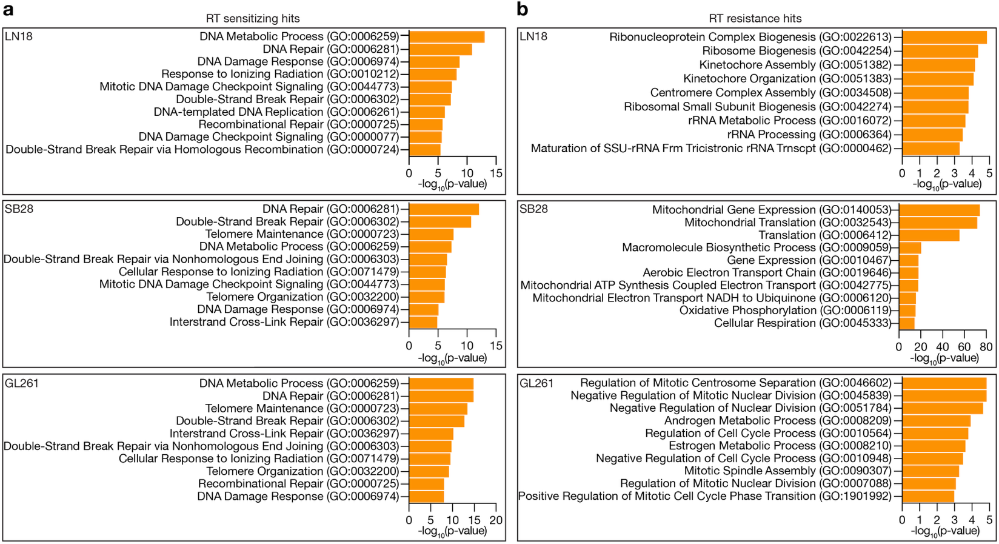 a
RT sensitizing hits
LN18
DNA Metabolic Process (GO:0006259)
DNA Repair (GO:0006281)
DNA Damage Response (GO:0006974)
Response to Ionizing Radiation (GO:0010212)
Mitotic DNA Damage Checkpoint Signaling (GO:0044773)
Double-Strand Break Repair (GO:0006302)
DNA-templated DNA Replication (GO:0006261)
Recombinational Repair (GO:0000725)
DNA Damage Checkpoint Signaling (GO:0000077)
Double-Strand Break Repair via Homologous Recombination (GO:0000724)
0 5 10 15
-log10(p-value)
SB28
DNA Repair (GO:0006281)
Double-Strand Break Repair (GO:0006302)
Telomere Maintenance (GO:0000723)
DNA Metabolic Process (GO:0006259)
Double-Strand Break Repair via Nonhomologous End Joining (GO:0006303)
Cellular Response to Ionizing Radiation (GO:0071479)
Mitotic DNA Damage Checkpoint Signaling (GO:0044773)
Telomere Organization (GO:0032200)
DNA Damage Response (GO:0006974)
Interstrand Cross-Link Repair (GO:0036297)
0 5 10 15
-log10(p-value)
GL261
DNA Metabolic Process (GO:0006259)
DNA Repair (GO:0006281)
Telomere Maintenance (GO:0000723)
Double-Strand Break Repair (GO:0006302)
Interstrand Cross-Link Repair (GO:0036297)
Double-Strand Break Repair via Nonhomologous End Joining (GO:0006303)
Cellular Response to Ionizing Radiation (GO:0071479)
Telomere Organization (GO:0032200)
Recombinational Repair (GO:0000725)
DNA Damage Response (GO:0006974)
0 5 10 15 20
-log10(p-value)
b
RT resistance hits
LN18
Ribonucleoprotein Complex Biogenesis (GO:0022613)
Ribosome Biogenesis (GO:0042254)
Kinetochore Assembly (GO:0051382)
Kinetochore Organization (GO:0051383)
Centromere Complex Assembly (GO:0034508)
Ribosomal Small Subunit Biogenesis (GO:0042274)
rRNA Metabolic Process (GO:0016072)
rRNA Processing (GO:0006364)
Maturation of SSU-rRNA Frm Tricistronic rRNA Trnscpt (GO:0000462)
0 1 2 3 4 5
-log10(p-value)
SB28
Mitochondrial Gene Expression (GO:0140053)
Mitochondrial Translation (GO:0032543)
Translation (GO:0006412)
Macromolecule Biosynthetic Process (GO:0009059)
Gene Expression (GO:0010467)
Aerobic Electron Transport Chain (GO:0019646)
Mitochondrial ATP Synthesis Coupled Electron Transport (GO:0042775)
Mitochondrial Electron Transport NADH to Ubiquinone (GO:0006120)
Oxidative Phosphorylation (GO:0006119)
Cellular Respiration (GO:0045333)
0 20 40 60 80
-log10(p-value)
GL261
Regulation of Mitotic Centrosome Separation (GO:0046602)
Negative Regulation of Mitotic Nuclear Division (GO:0045839)
Negative Regulation of Nuclear Division (GO:0051784)
Androgen Metabolic Process (GO:0008209)
Regulation of Cell Cycle Process (GO:0010564)
Estrogen Metabolic Process (GO:0008210)
Negative Regulation of Cell Cycle Process (GO:0010948)
Mitotic Spindle Assembly (GO:0090307)
Regulation of Mitotic Nuclear Division (GO:0007088)
Positive Regulation of Mitotic Cell Cycle Phase Transition (GO:1901992)
0 1 2 3 4 5
-log10(p-value)